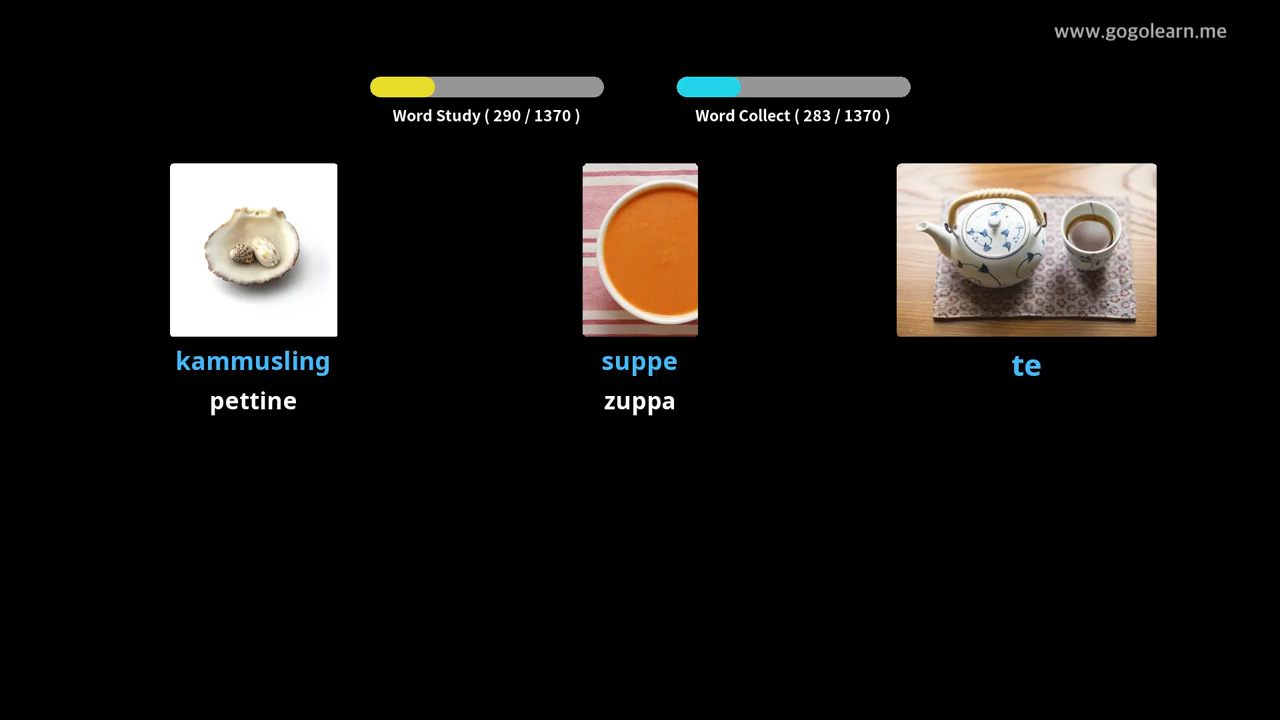 www.gogolearn.me
Word Study ( 290 / 1370 )
Word Collect ( 283 / 1370 )
kammusling
pettine
suppe
zuppa
te